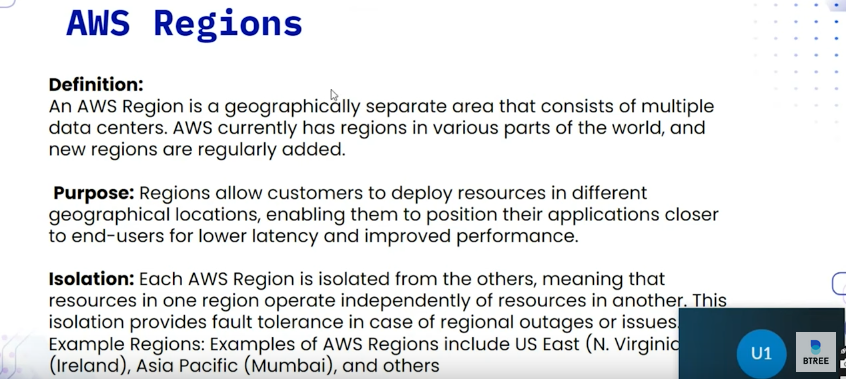 AWS Regions
Definition:
An AWS Region is a geographically separate area that consists of multiple
data centers. AWS currently has regions in various parts of the world, and
new regions are regularly added.
Purpose: Regions allow customers to deploy resources in different
geographical locations, enabling them to position their applications closer
to end-users for lower latency and improved performance.
Isolation: Each AWS Region is isolated from the others, meaning that
resources in one region operate independently of resources in another. This
isolation provides fault tolerance in case of regional outages or issues.
Example Regions: Examples of AWS Regions include US East (N. Virginia
(Ireland), Asia Pacific (Mumbai), and others
U1
BTREE